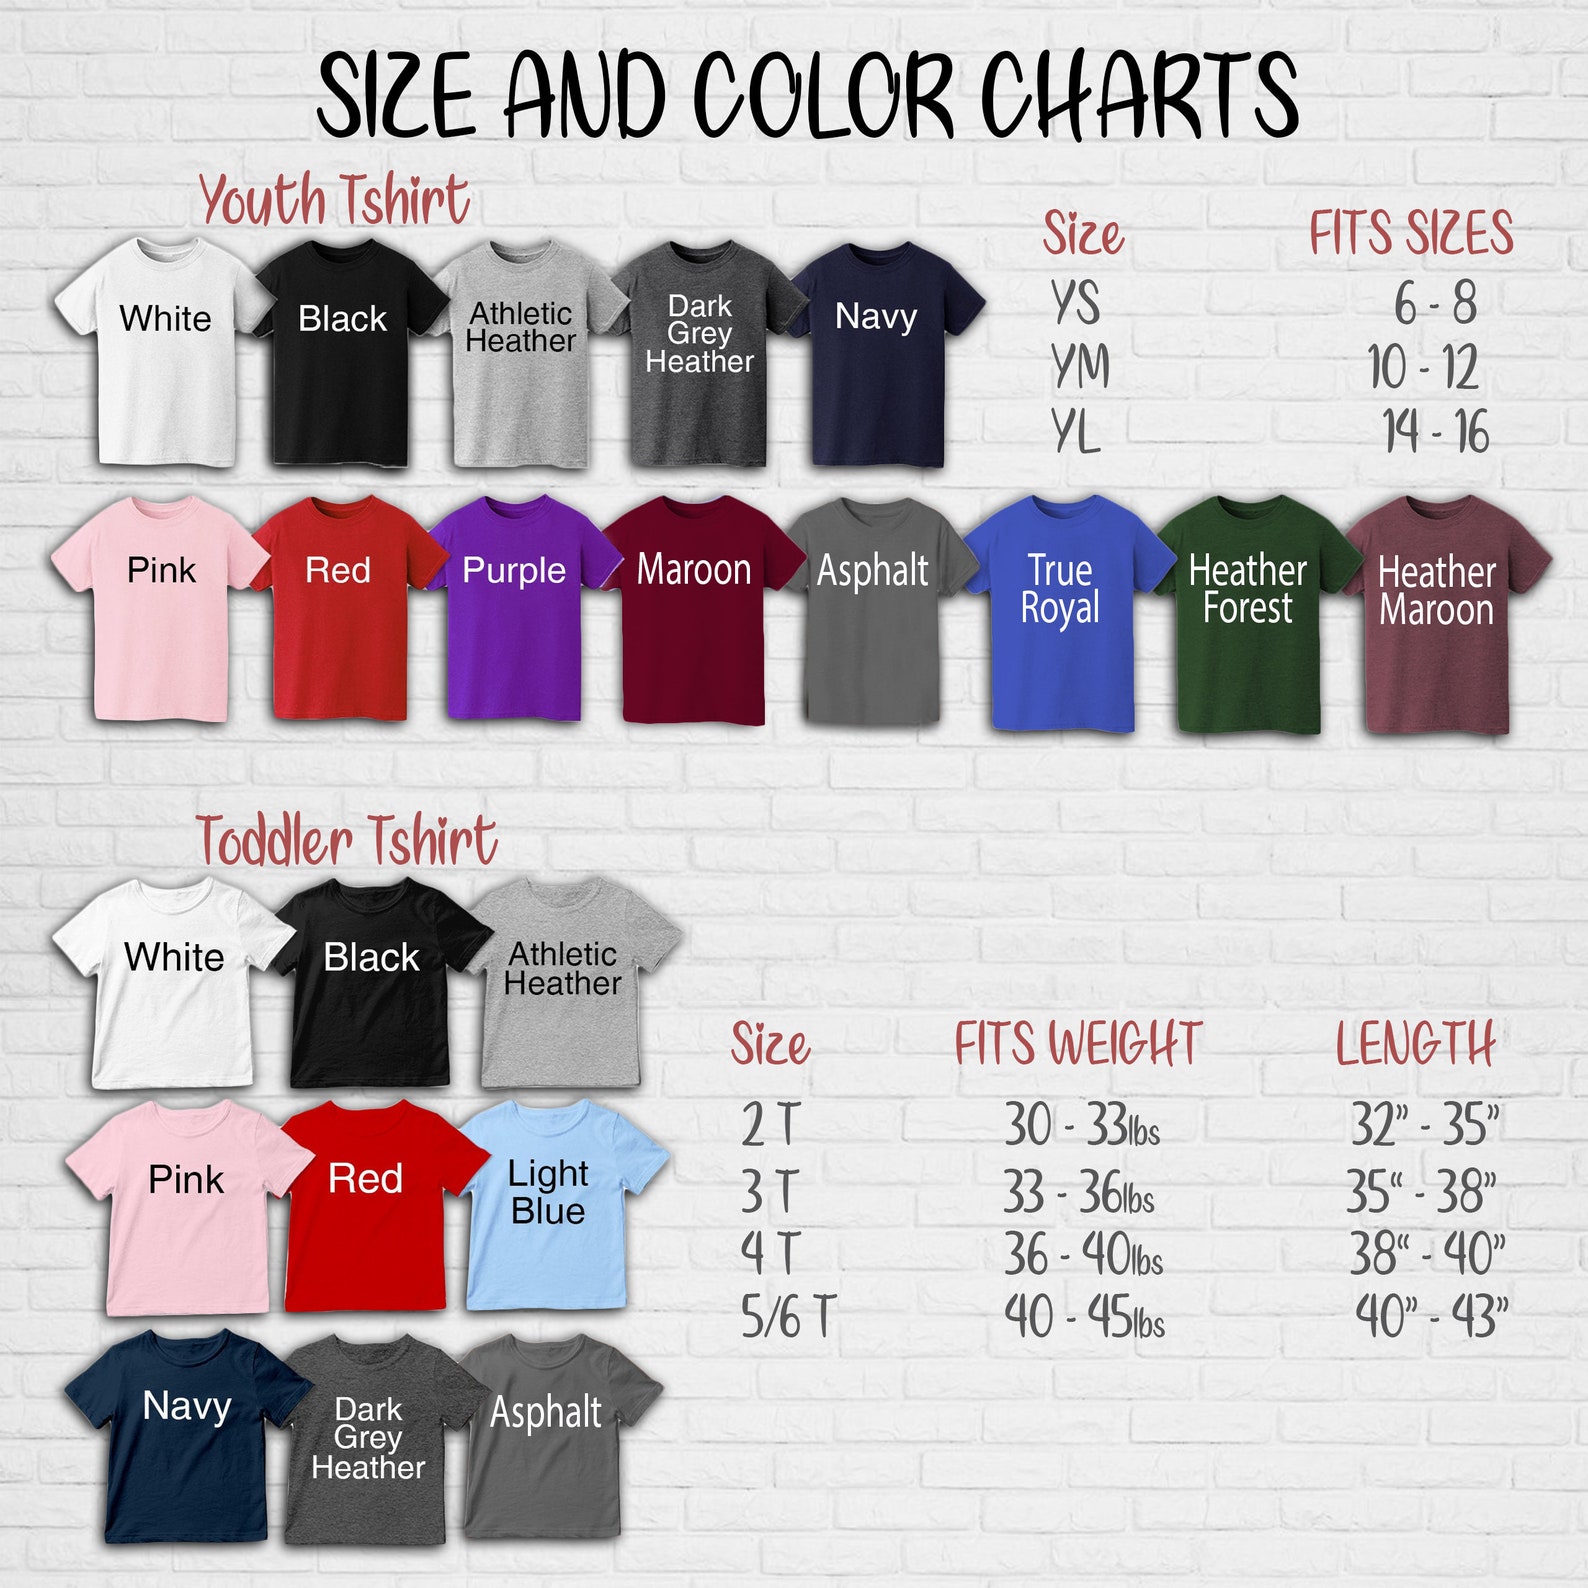 SIZE AND COLOR CHARTS
Youth Tshirt
White
Black
Athletic
Heather
Dark
Grey
Heather
Navy
Size FITS SIZES
YS 6 - 8
YM 10 - 12
YL 14 - 16
Pink
Red
Purple
Maroon
Asphalt
True
Royal
Heather
Forest
Heather
Maroon
Toddler Tshirt
White
Black
Athletic
Heather
Pink
Red
Light
Blue
Navy
Dark
Grey
Heather
Asphalt
Size FITS WEIGHT LENGTH
2 T 30 - 33lbs 32” - 35”
3 T 33 - 36lbs 35“ - 38”
4 T 36 - 40lbs 38“ - 40”
5/6 T 40 - 45lbs 40” - 43”